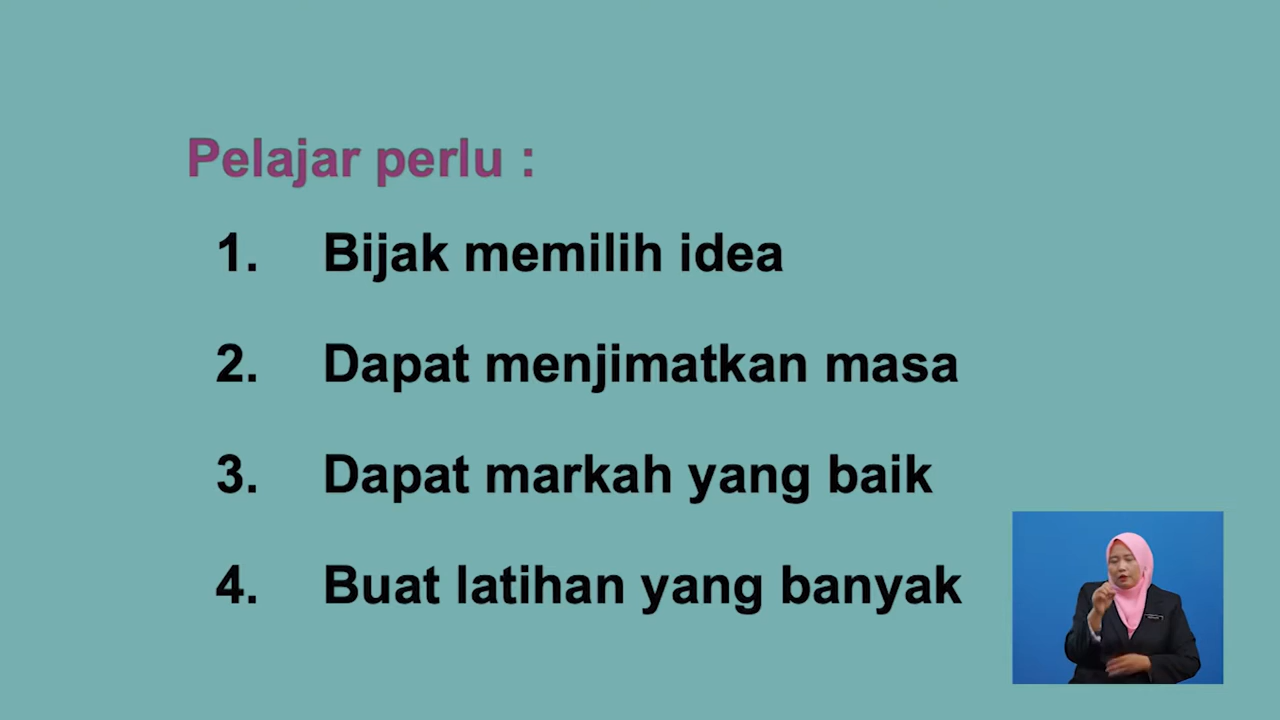 Pelajar perlu :
1. Bijak memilih idea
2. Dapat menjimatkan masa
3. Dapat markah yang baik
4. Buat latihan yang banyak